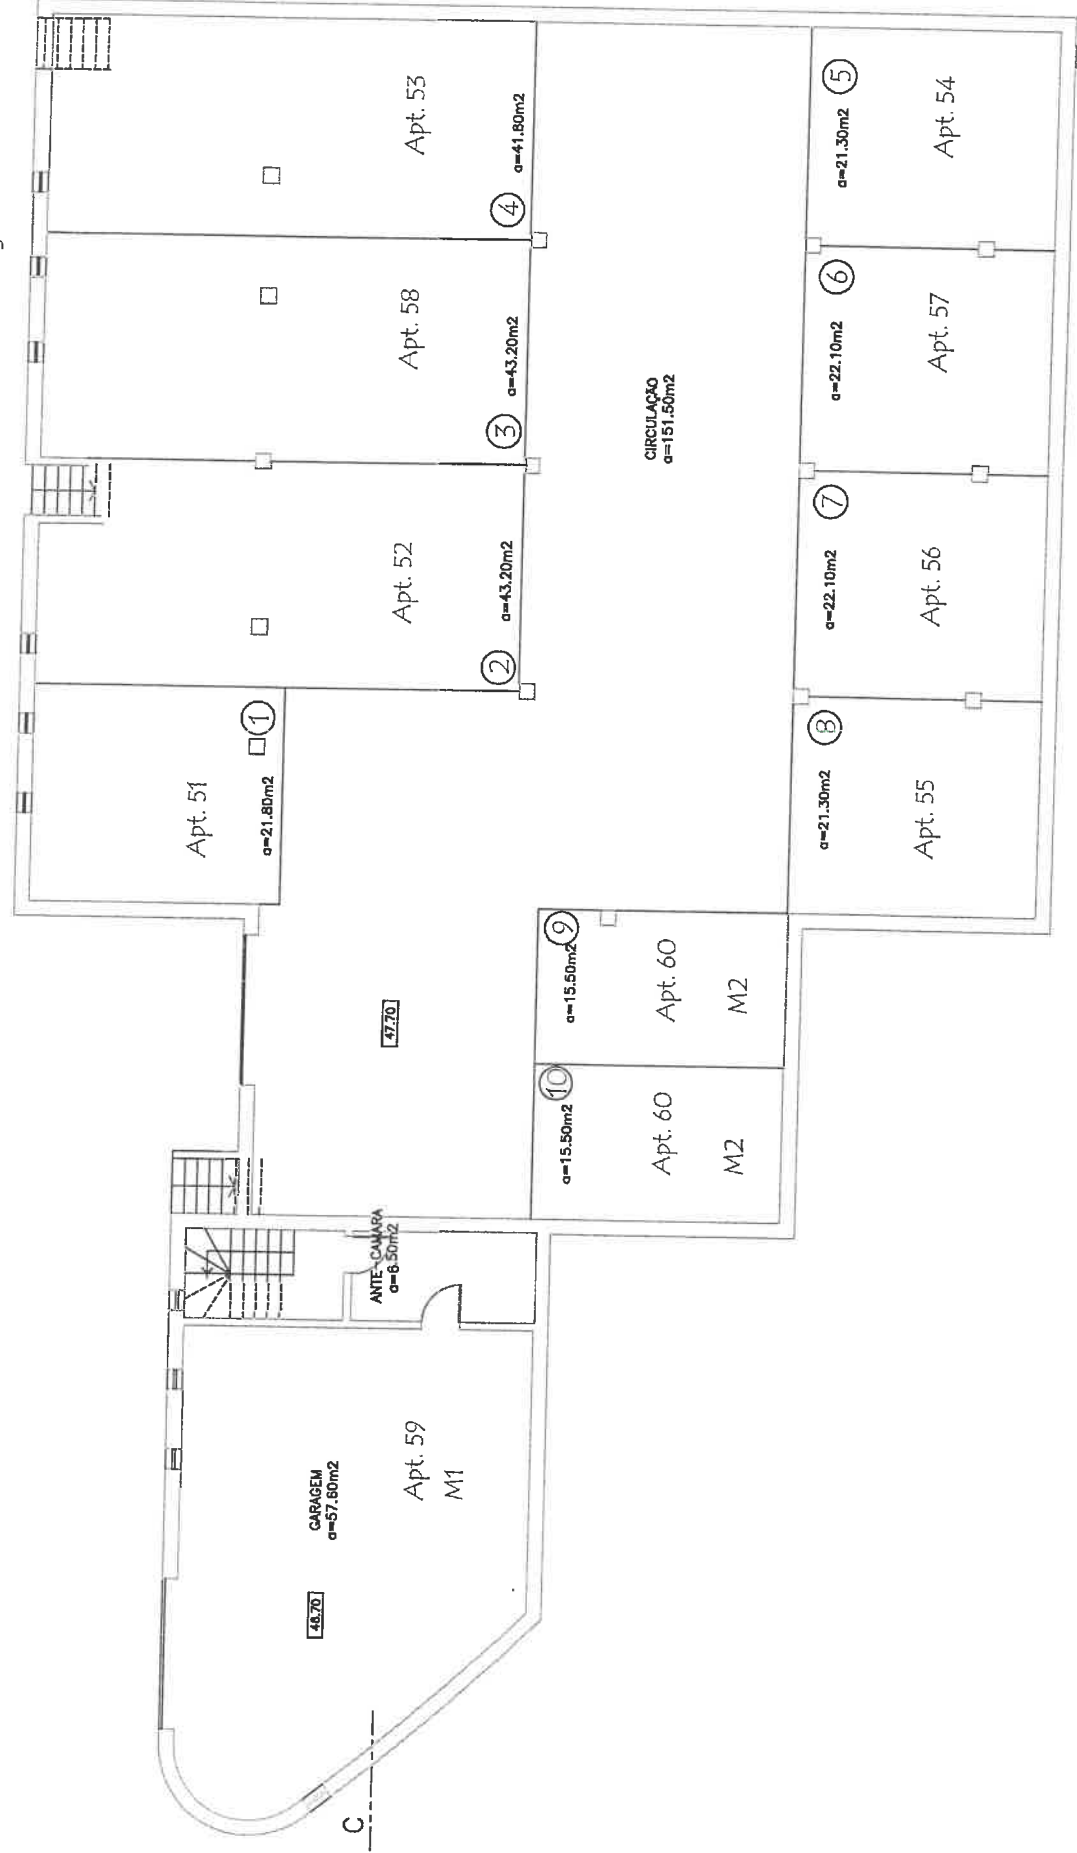 Apt. 53
a=41.80m2
4
Apt. 58
a=43.20m2
3
Apt. 52
a=43.20m2
2
Apt. 51
a=21.80m2
1
CIRCULAÇÃO
a=151.50m2
5
a=21.30m2
Apt. 54
6
a=22.10m2
Apt. 57
7
a=22.10m2
Apt. 56
8
a=21.30m2
Apt. 55
9
a=15.50m2
Apt. 60
M2
10
a=15.50m2
Apt. 60
M2
47.70
ANTE-CAMARA
a=6.50m2
GARAGEM
a=57.60m2
Apt. 59
M1
48.70
C